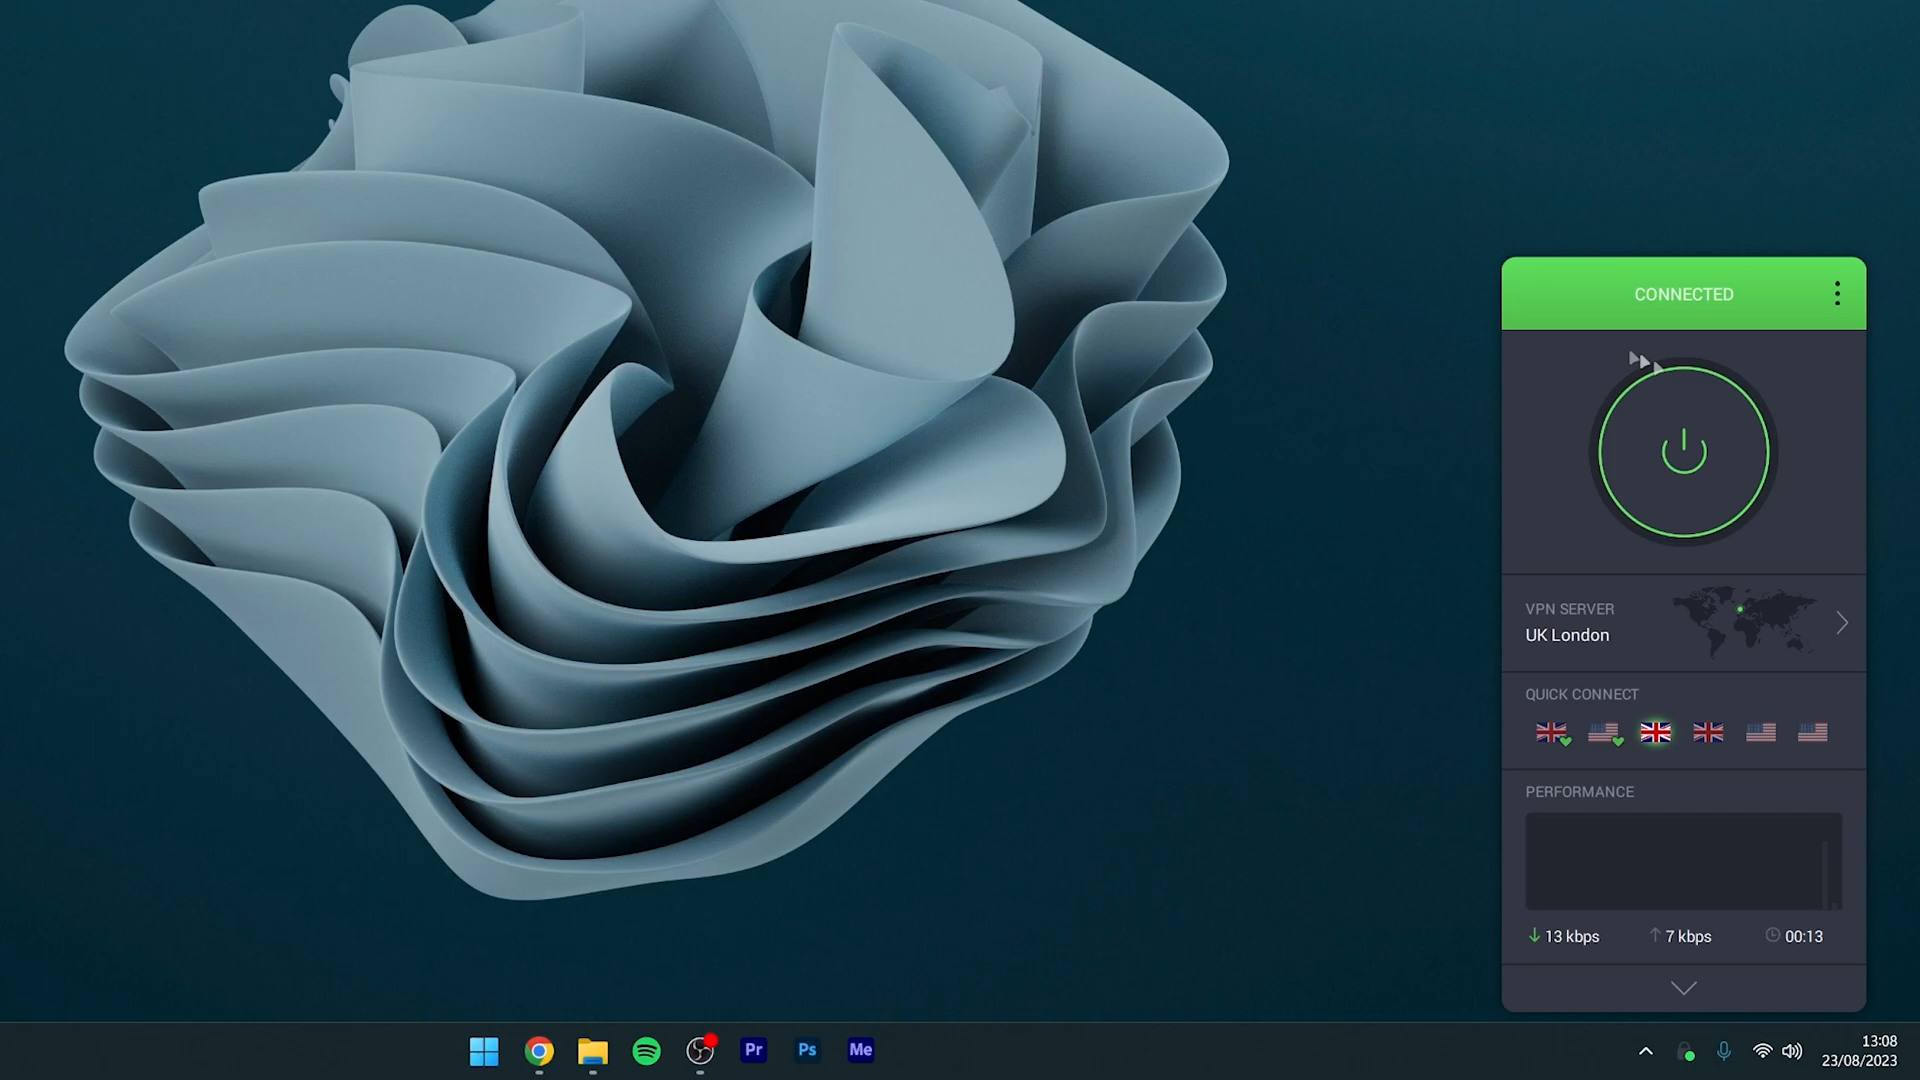 CONNECTED
VPN SERVER
UK London
QUICK CONNECT
PERFORMANCE
13 kbps 7 kbps 00:13
Pr Ps Me
13:08
23/08/2023